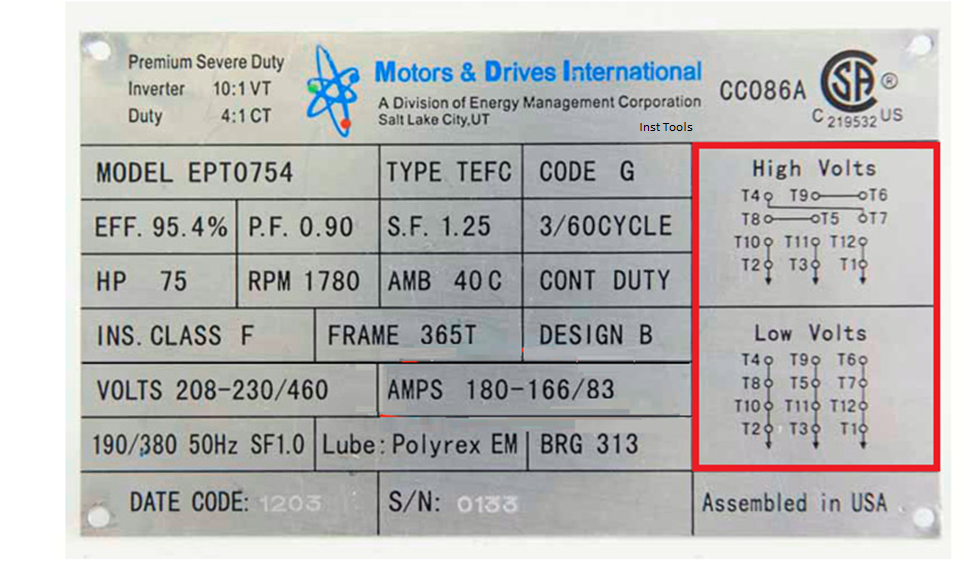 Premium Severe Duty
Inverter 10:1 VT
Duty 4:1 CT
Motors & Drives International
A Division of Energy Management Corporation
Salt Lake City,UT
Inst Tools
CC086A
SA
®
C 219532 US
MODEL EPT0754
TYPE TEFC
CODE G
EFF. 95.4%
P.F. 0.90
S.F. 1.25
3/60CYCLE
HP 75
RPM 1780
AMB 40C
CONT DUTY
INS. CLASS F
FRAME 365T
DESIGN B
VOLTS 208-230/460
AMPS 180-166/83
190/380 50Hz SF1.0
Lube: Polyrex EM
BRG 313
DATE CODE: 1203
S/N: 0133
High Volts
T4 T9 T6
T8 T5 T7
T10 T11 T12
T2 T3 T1
Low Volts
T4 T9 T6
T8 T5 T7
T10 T11 T12
T2 T3 T1
Assembled in USA